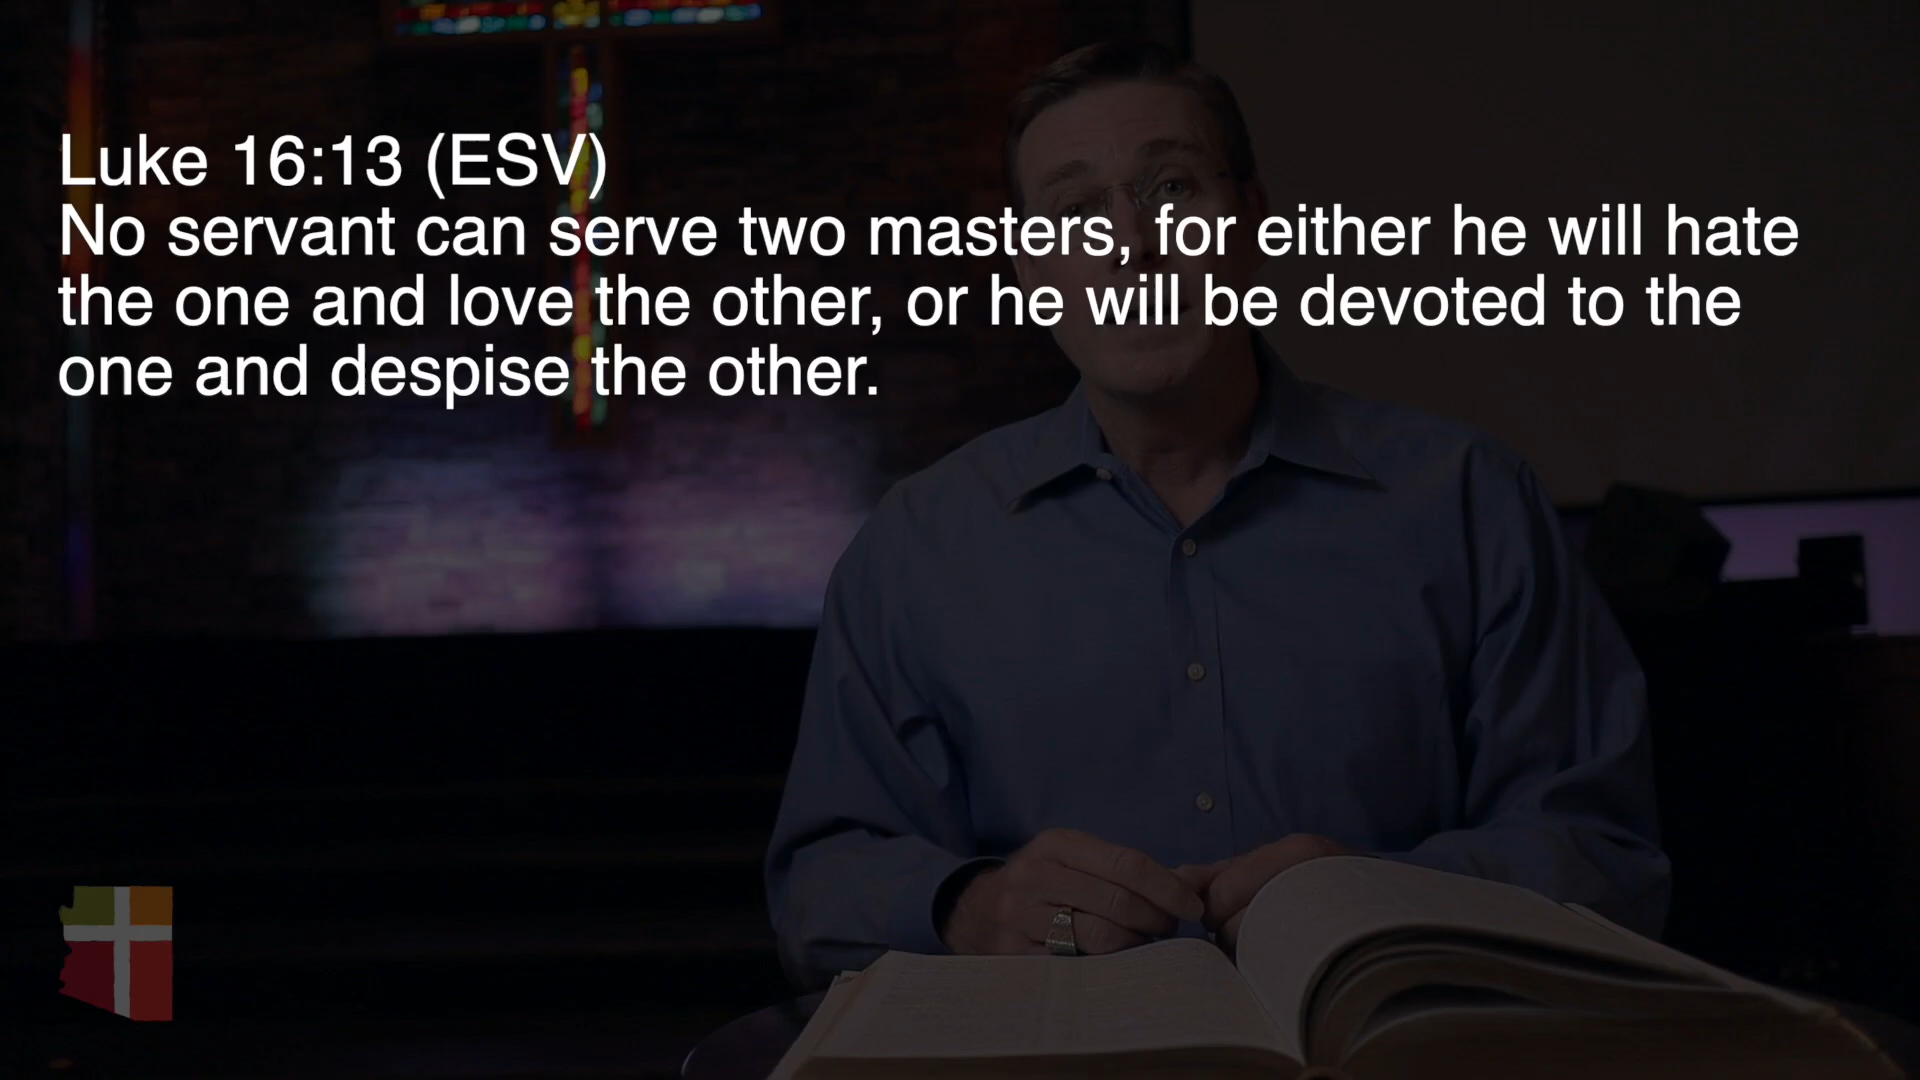 Luke 16:13 (ESV)
No servant can serve two masters, for either he will hate
the one and love the other, or he will be devoted to the
one and despise the other.